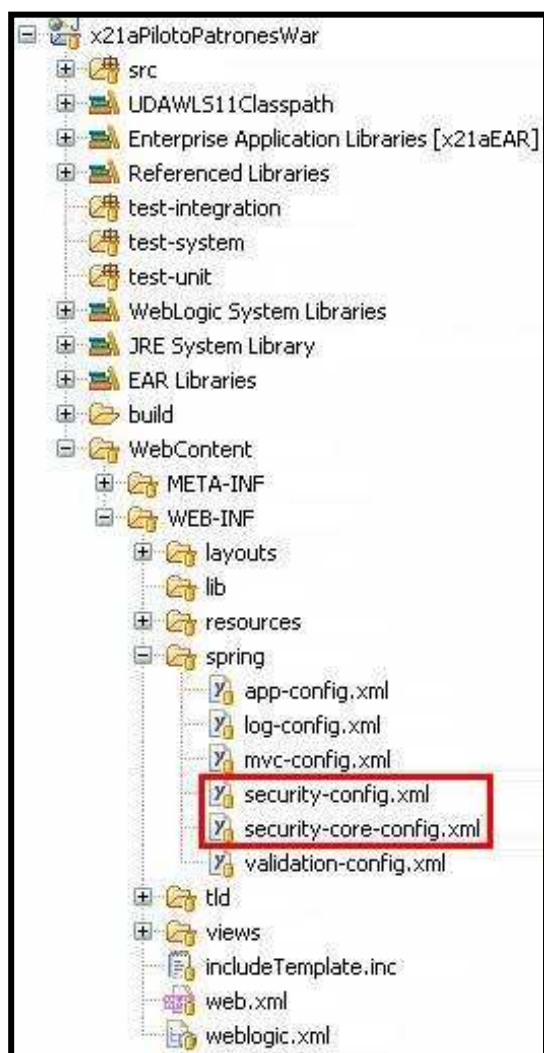 x21aPilotoPatronesWar
src
UDAWLS11Classpath
Enterprise Application Libraries [x21aEAR]
Referenced Libraries
test-integration
test-system
test-unit
WebLogic System Libraries
JRE System Library
EAR Libraries
build
WebContent
META-INF
WEB-INF
layouts
lib
resources
spring
app-config.xml
log-config.xml
mvc-config.xml
security-config.xml
security-core-config.xml
validation-config.xml
tld
views
includeTemplate.inc
web.xml
weblogic.xml